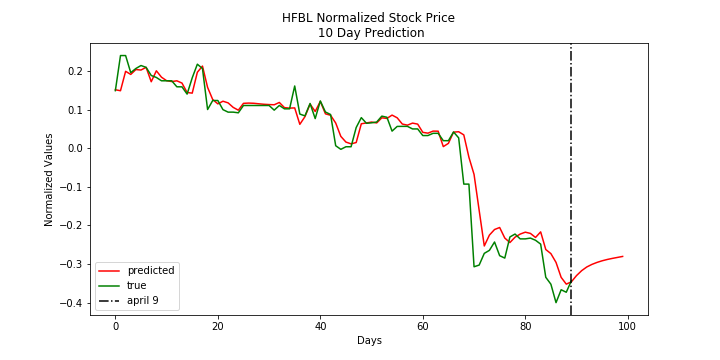 HFBL Normalized Stock Price
10 Day Prediction
Normalized Values
0.2
0.1
0.0
−0.1
−0.2
−0.3
−0.4
predicted
true
april 9
0
20
40
60
80
100
Days